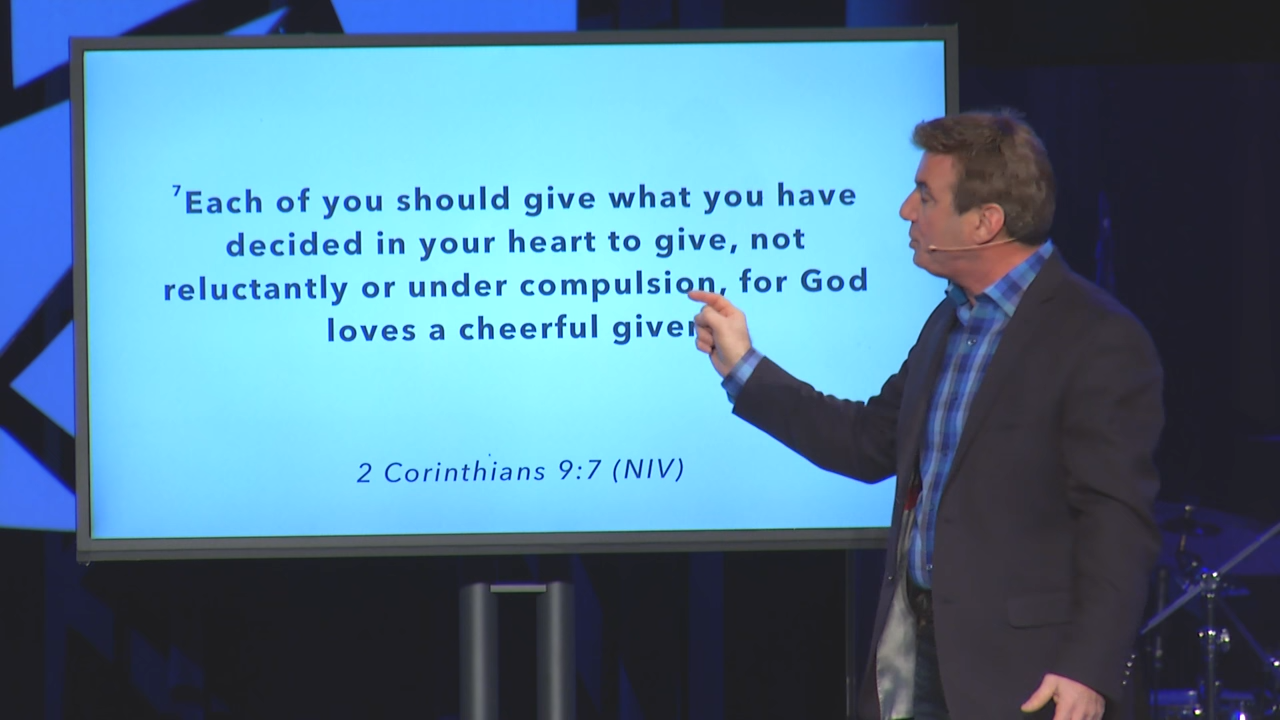 ⁷Each of you should give what you have
decided in your heart to give, not
reluctantly or under compulsion, for God
loves a cheerful giver
2 Corinthians 9:7 (NIV)